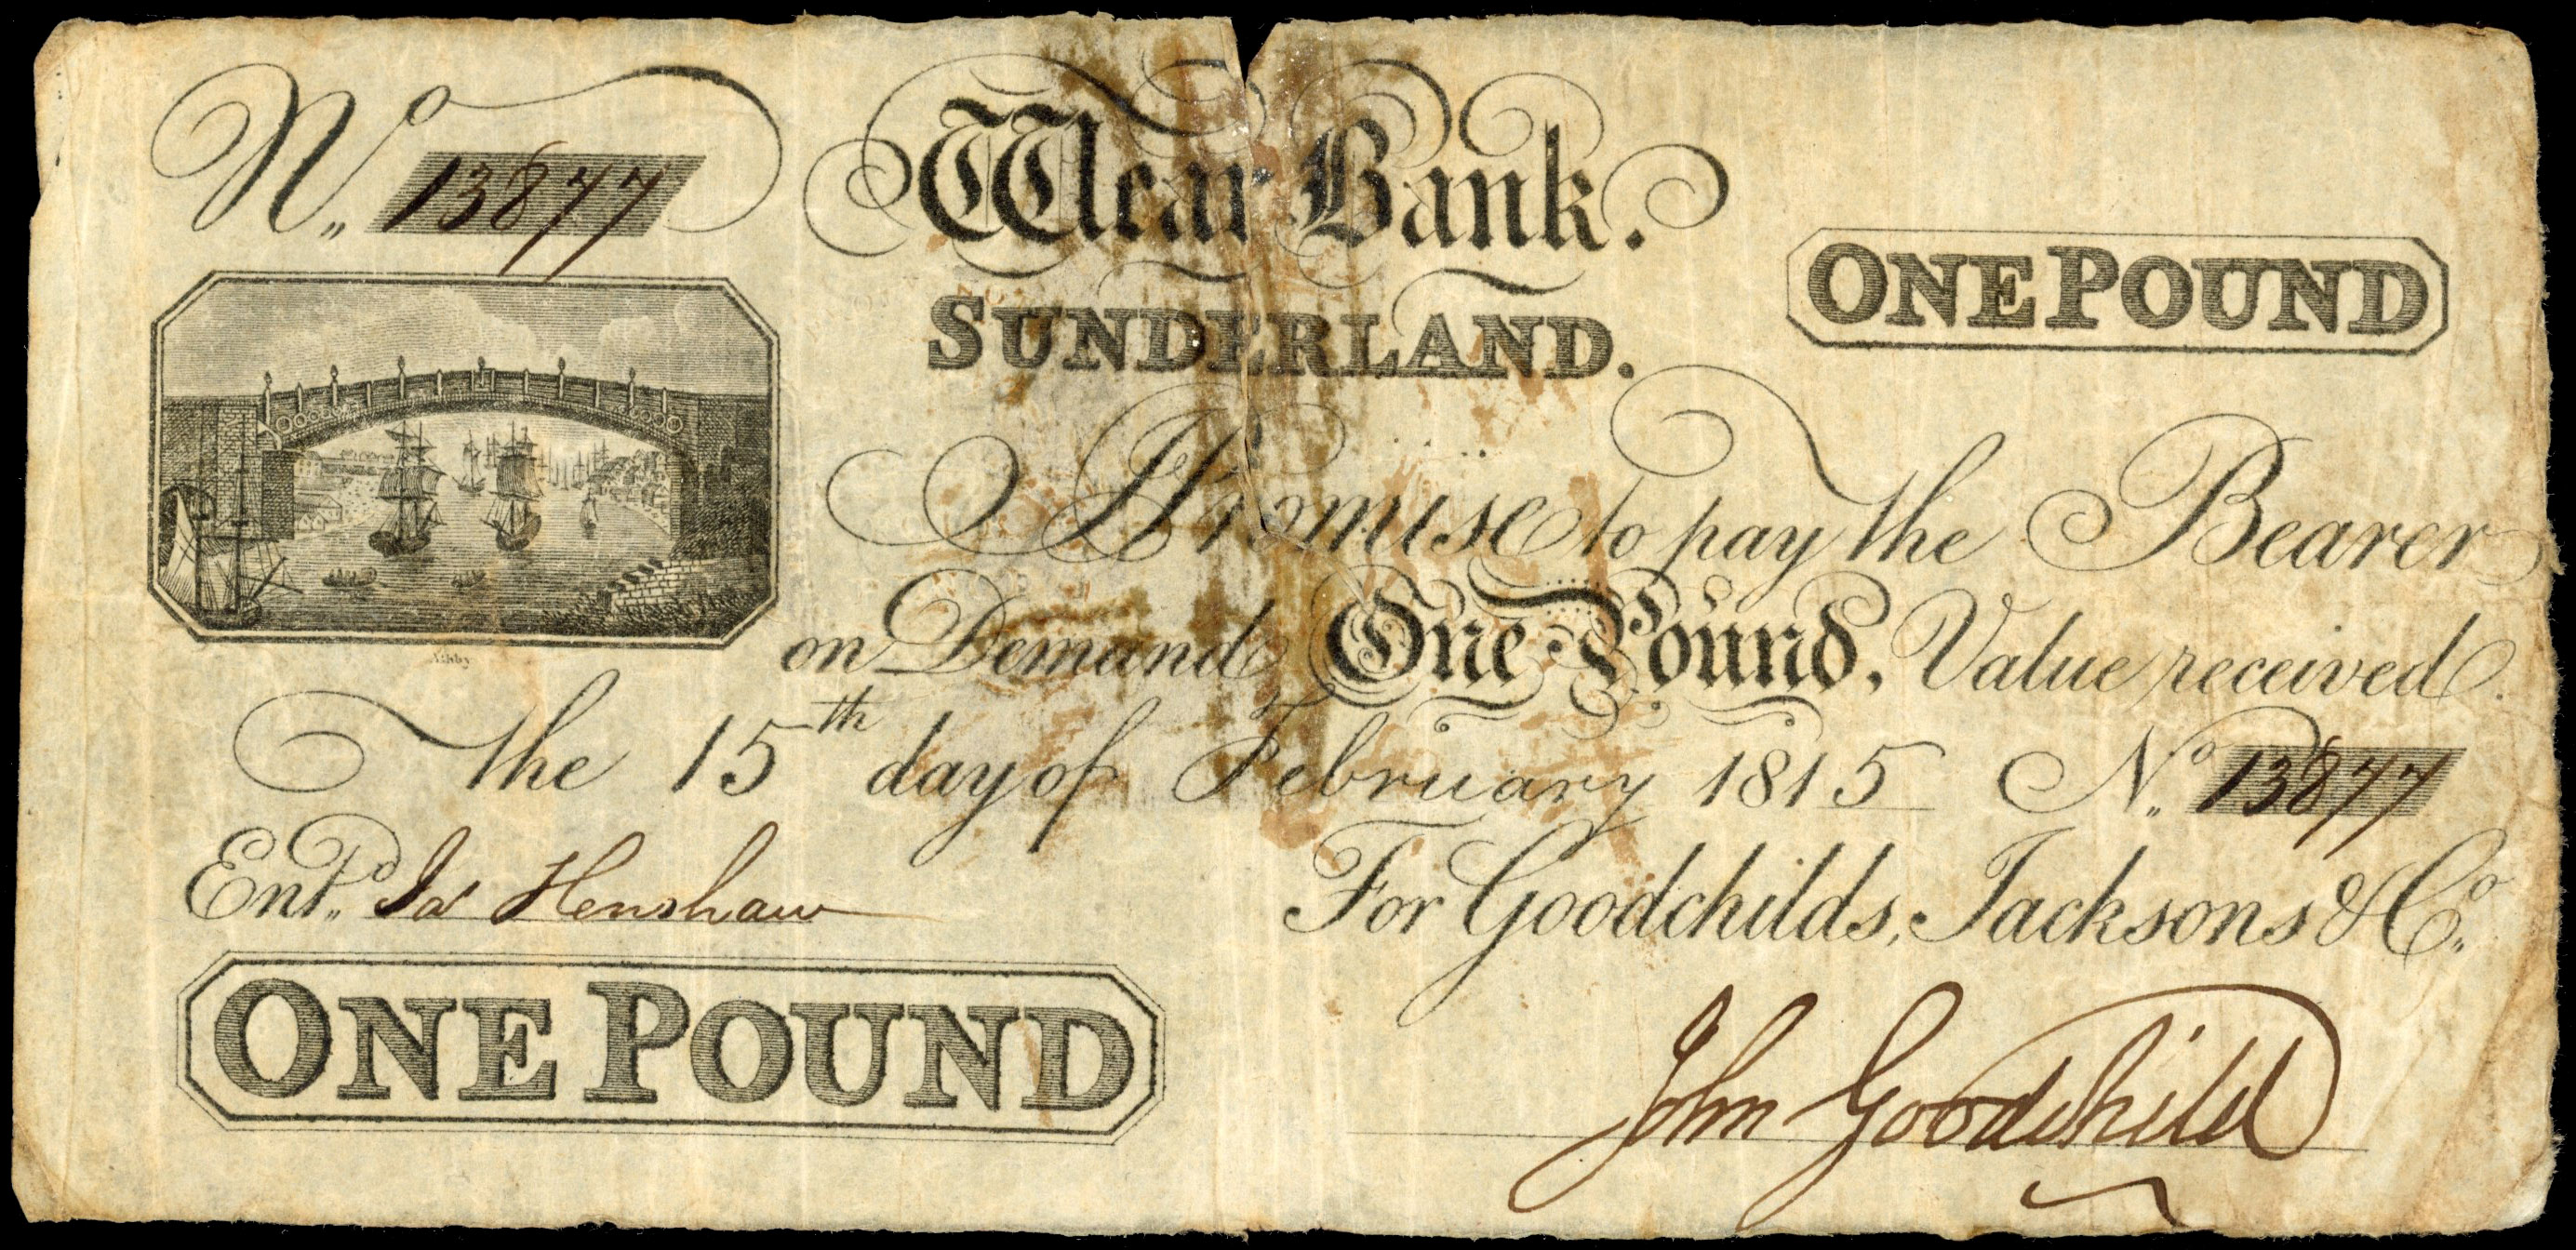 No. 13877
Wear Bank.
SUNDERLAND.
ONE POUND
I Promise to pay the Bearer
on Demand One Pound, Value received.
The 15th day of February 1815 No. 13877
Entd. Jas Henshaw
For Goodchilds, Jacksons & Co.
ONE POUND
John Goodchild